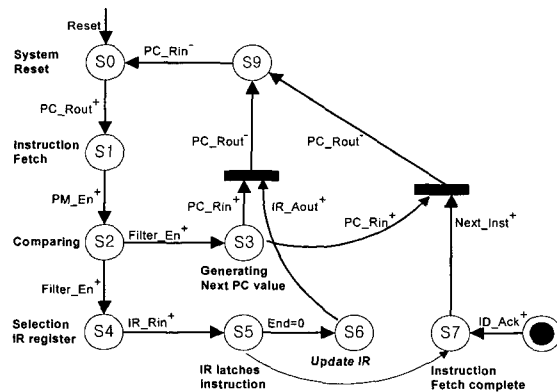 Reset
System
Reset
S0
PC_Rin⁻
S9
PC_Rout⁺
PC_Rout⁻
PC_Rout⁻
Instruction
Fetch
S1
PM_En⁺
PC_Rin⁺
IR_Aout⁺
PC_Rin⁺
Next_Inst⁺
Comparing
S2
Filter_En⁺
S3
Filter_En⁺
Generating
Next PC value
Selection
IR register
S4
IR_Rin⁺
S5
End=0
S6
S7
ID_Ack⁺
IR latches
instruction
Update IR
Instruction
Fetch complete